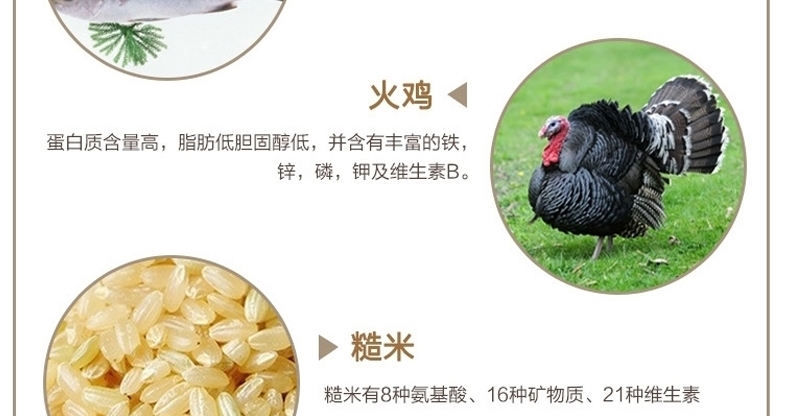 火鸡
蛋白质含量高，脂肪低胆固醇低，并含有丰富的铁，
锌，磷，钾及维生素B。
糙米
糙米有8种氨基酸、16种矿物质、21种维生素